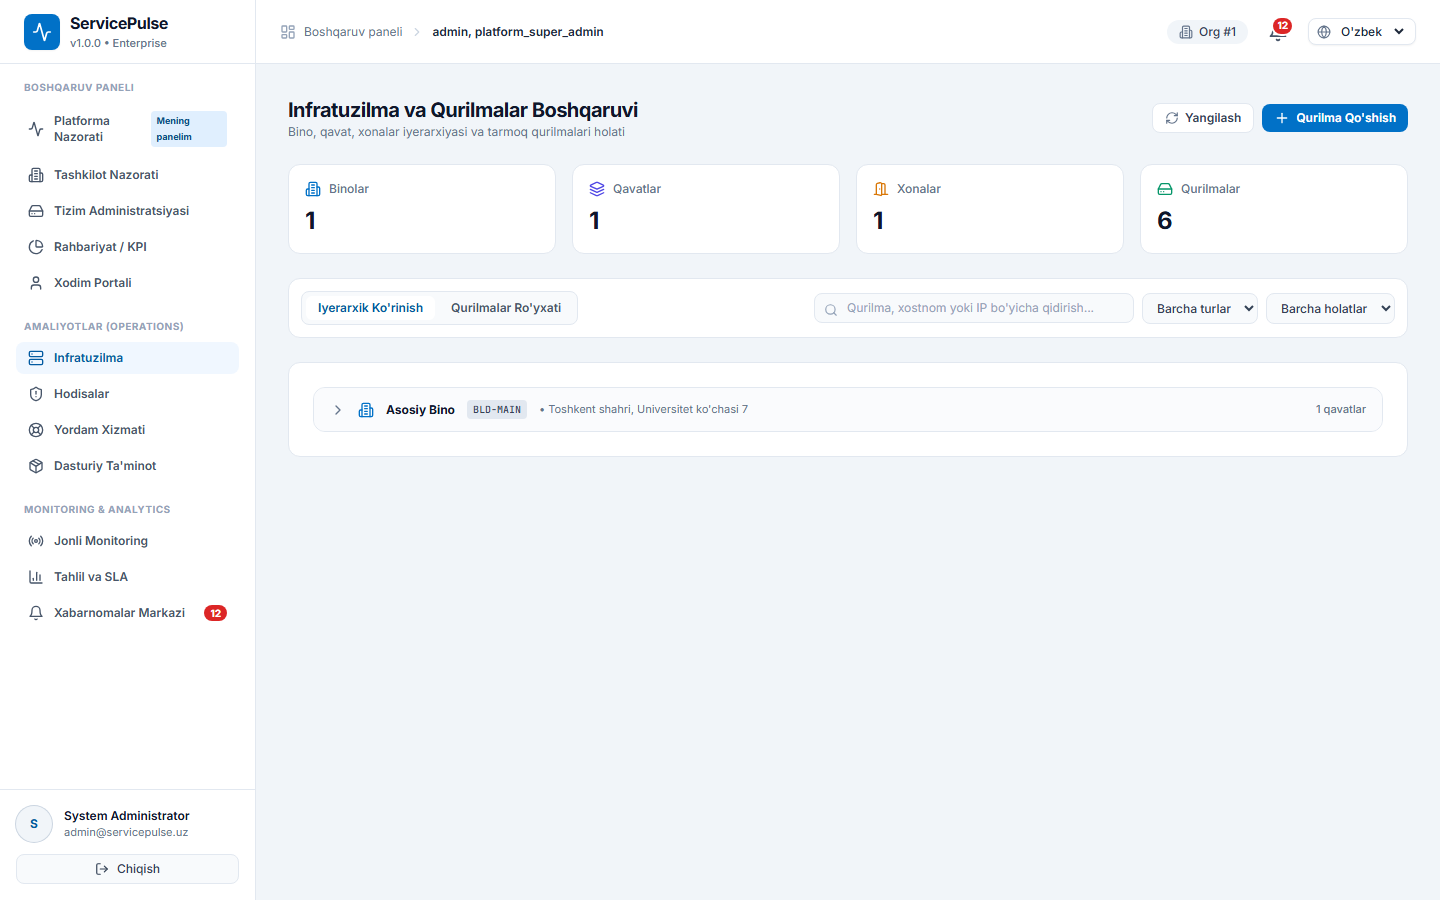 ServicePulse
v1.0.0 • Enterprise
BOSHQARUV PANELI
Platforma Nazorati
Mening panelim
Tashkilot Nazorati
Tizim Administratsiyasi
Rahbariyat / KPI
Xodim Portali
AMALIYOTLAR (OPERATIONS)
Infratuzilma
Hodisalar
Yordam Xizmati
Dasturiy Ta'minot
MONITORING & ANALYTICS
Jonli Monitoring
Tahlil va SLA
Xabarnomalar Markazi 12
System Administrator
S
admin@servicepulse.uz
Chiqish
Boshqaruv paneli > admin, platform_super_admin
Org #1
12
O'zbek
Infratuzilma va Qurilmalar Boshqaruvi
Bino, qavat, xonalar iyerarxiyasi va tarmoq qurilmalari holati
Yangilash
Qurilma Qo'shish
Binolar
1
Qavatlar
1
Xonalar
1
Qurilmalar
6
Iyerarxik Ko'rinish
Qurilmalar Ro'yxati
Qurilma, xostnom yoki IP bo'yicha qidirish...
Barcha turlar
Barcha holatlar
Asosiy Bino BLD-MAIN • Toshkent shahri, Universitet ko'chasi 7
1 qavatlar